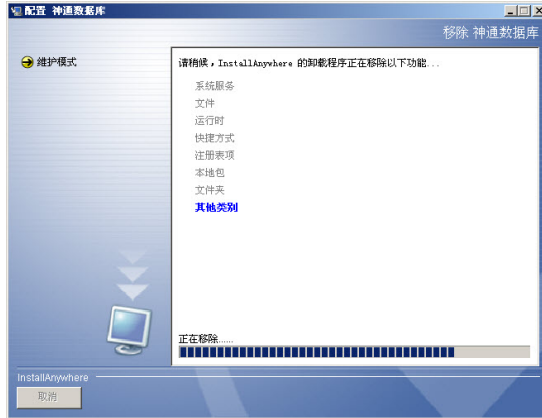 配置 神通数据库
移除 神通数据库
维护模式
请稍候，InstallAnywhere 的卸载程序正在移除以下功能...
系统服务
文件
运行时
快捷方式
注册表项
本地包
文件夹
其他类别
正在移除......
InstallAnywhere
取消